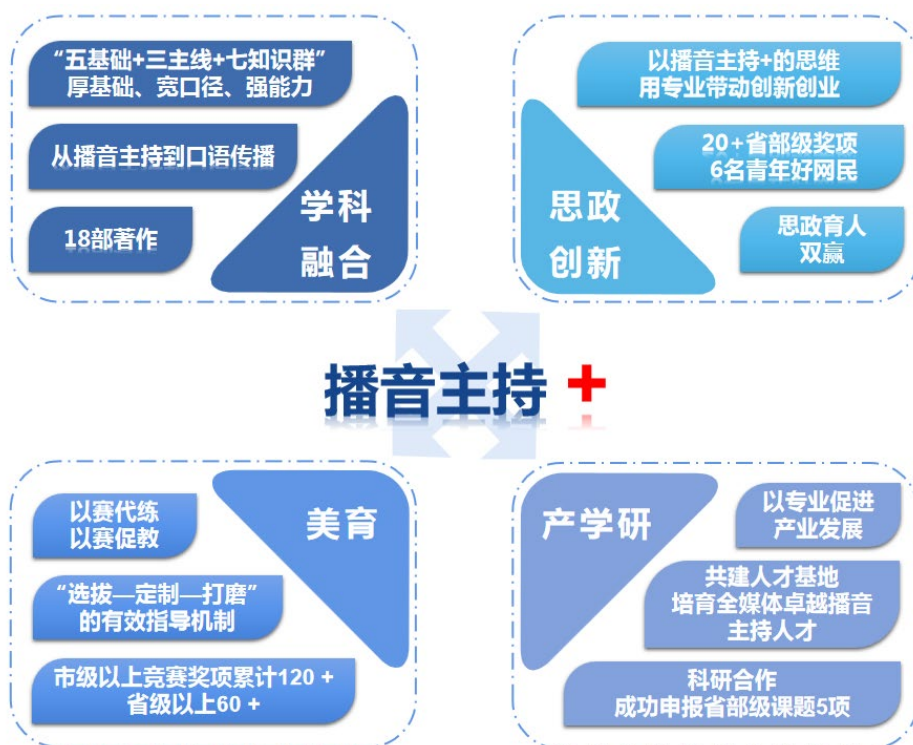 “五基础+三主线+七知识群”
厚基础、宽口径、强能力
从播音主持到口语传播
18部著作
学科
融合
以播音主持+的思维
用专业带动创新创业
20+省部级奖项
6名青年好网民
思政育人
双赢
思政
创新
播音主持 +
以赛代练
以赛促教
“选拔—定制—打磨”
的有效指导机制
市级以上竞赛奖项累计120 +
省级以上60 +
美育
产学研
以专业促进
产业发展
共建人才基地
培育全媒体卓越播音
主持人才
科研合作
成功申报省部级课题5项